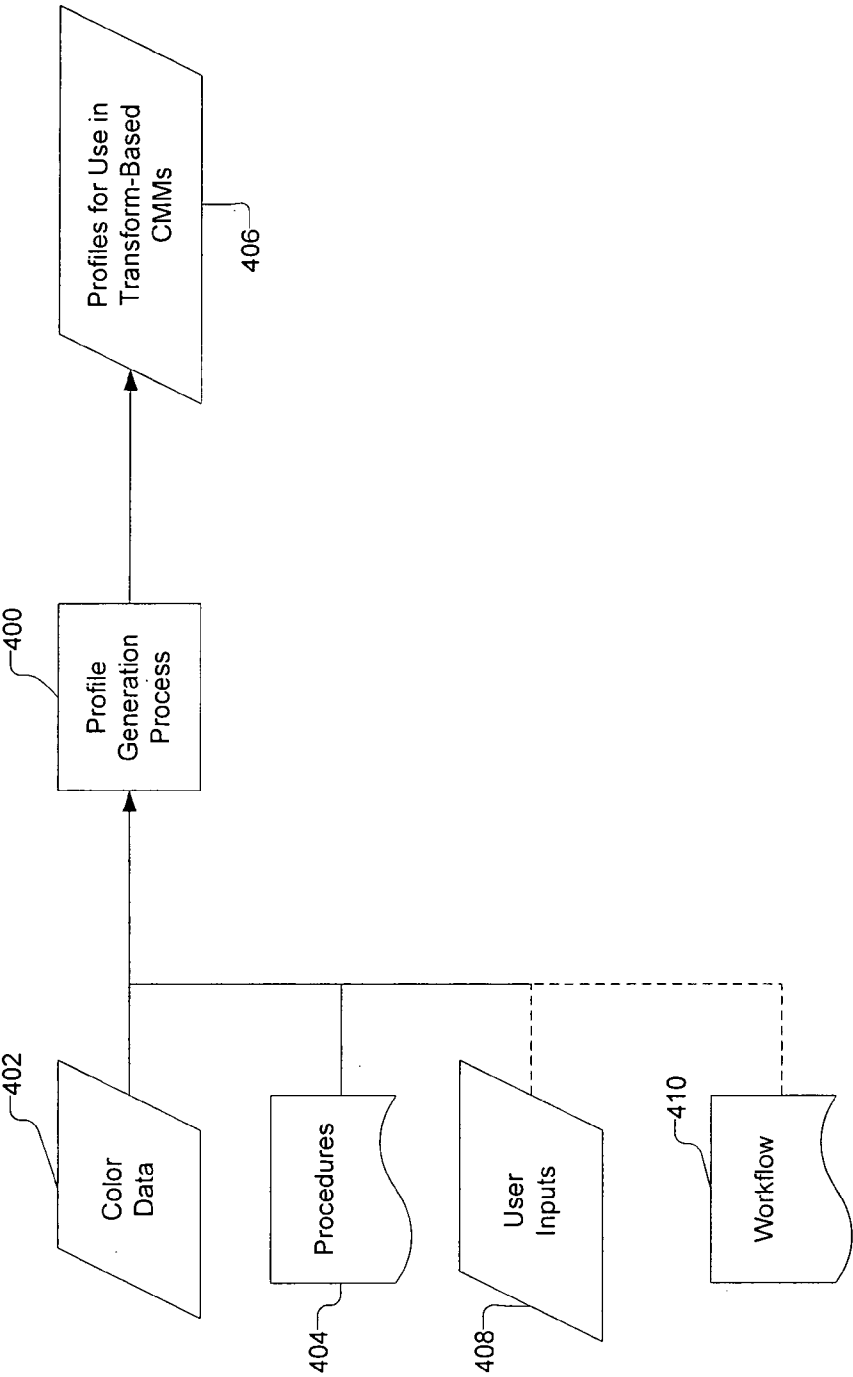 402
Color
Data
Procedures
404
User
Inputs
408
410
Workflow
400
Profile
Generation
Process
Profiles for Use in
Transform-Based
CMMs
406